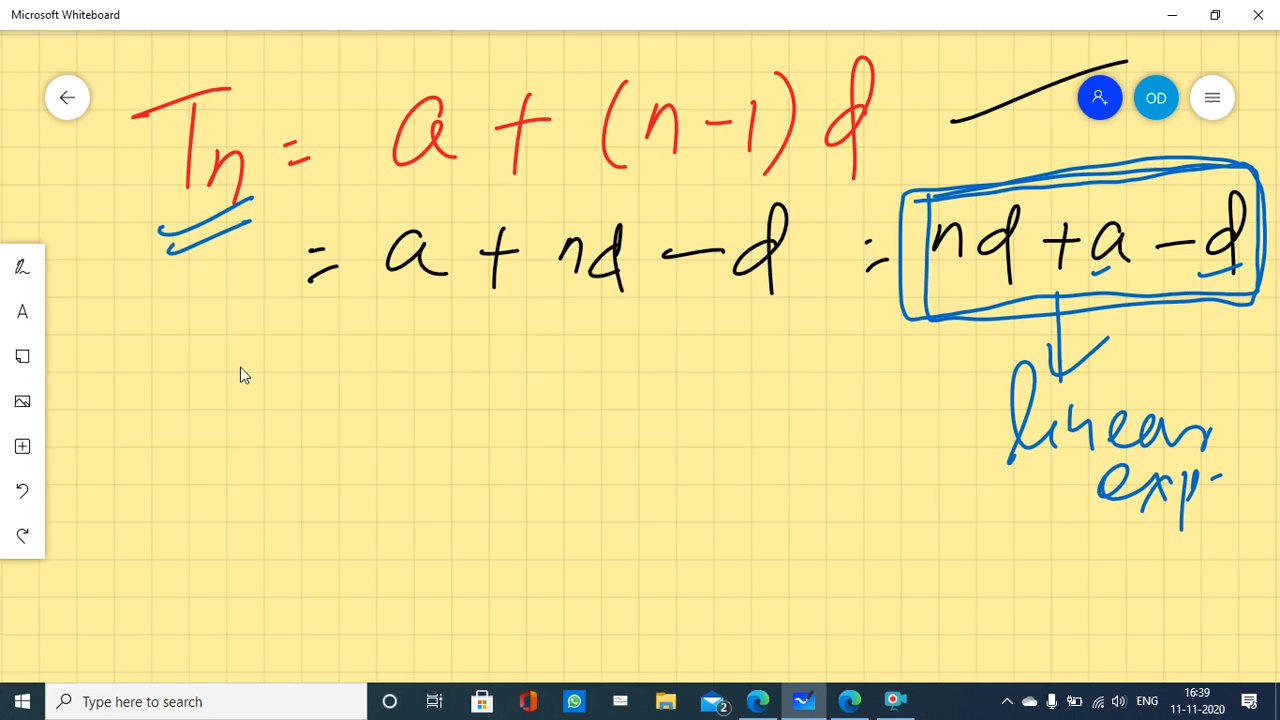 Microsoft Whiteboard
Tn = a + (n-1) d
OD
= a + nd - d = nd + a - d
linear
exp.
A
Type here to search
2
ENG
16:39
11-11-2020